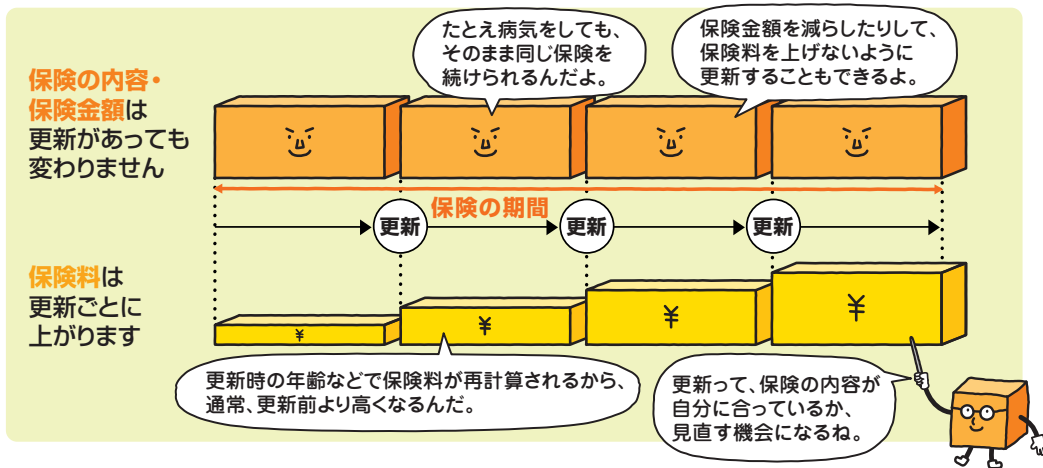 たとえ病気をしても、
そのまま同じ保険を
続けられるんだよ。
保険金額を減らしたりして、
保険料を上げないように
更新することもできるよ。
保険の内容・
保険金額は
更新があっても
変わりません
保険の期間
更新
更新
更新
保険料は
更新ごとに
上がります
¥
¥
¥
¥
更新時の年齢などで保険料が再計算されるから、
通常、更新前より高くなるんだ。
更新って、保険の内容が
自分に合っているか、
見直す機会になるね。